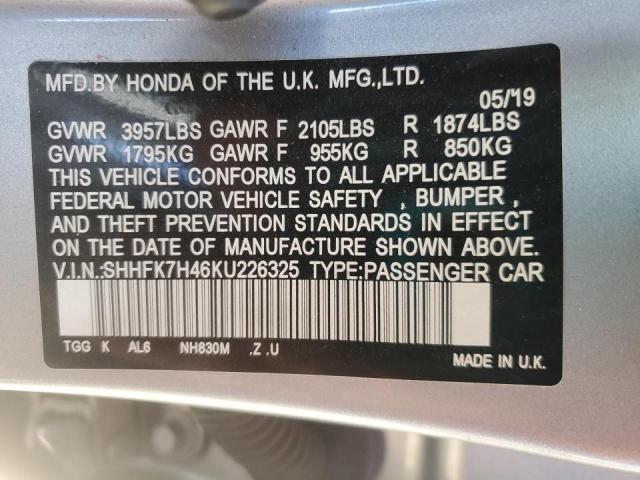 MFD.BY HONDA OF THE U.K. MFG.,LTD.
05/19
GVWR 3957LBS GAWR F 2105LBS R 1874LBS
GVWR 1795KG GAWR F 955KG R 850KG
THIS VEHICLE CONFORMS TO ALL APPLICABLE
FEDERAL MOTOR VEHICLE SAFETY , BUMPER ,
AND THEFT PREVENTION STANDARDS IN EFFECT
ON THE DATE OF MANUFACTURE SHOWN ABOVE.
V.I.N.:SHHFK7H46KU226325 TYPE:PASSENGER CAR
TGG K AL6 NH830M .Z .U
MADE IN U.K.